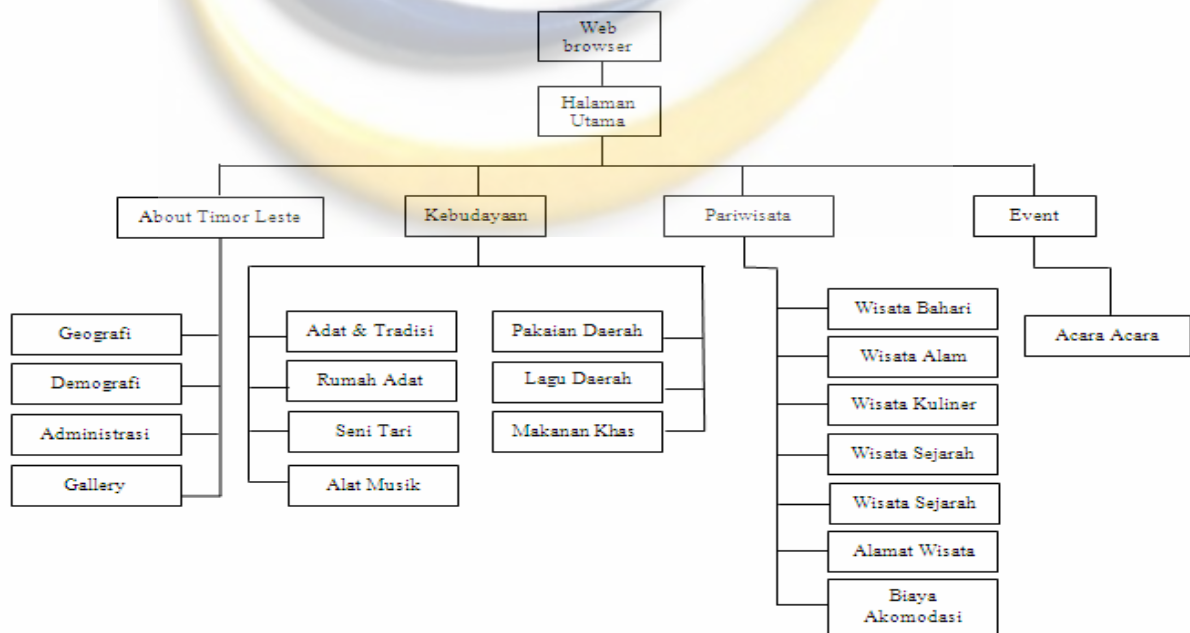 Web
browser
Halaman
Utama
About Timor Leste
Kebudayaan
Pariwisata
Event
Geografi
Demografi
Administrasi
Gallery
Adat & Tradisi
Rumah Adat
Seni Tari
Alat Musik
Pakaian Daerah
Lagu Daerah
Makanan Khas
Wisata Bahari
Wisata Alam
Wisata Kuliner
Wisata Sejarah
Wisata Sejarah
Alamat Wisata
Biaya
Akomodasi
Acara Acara